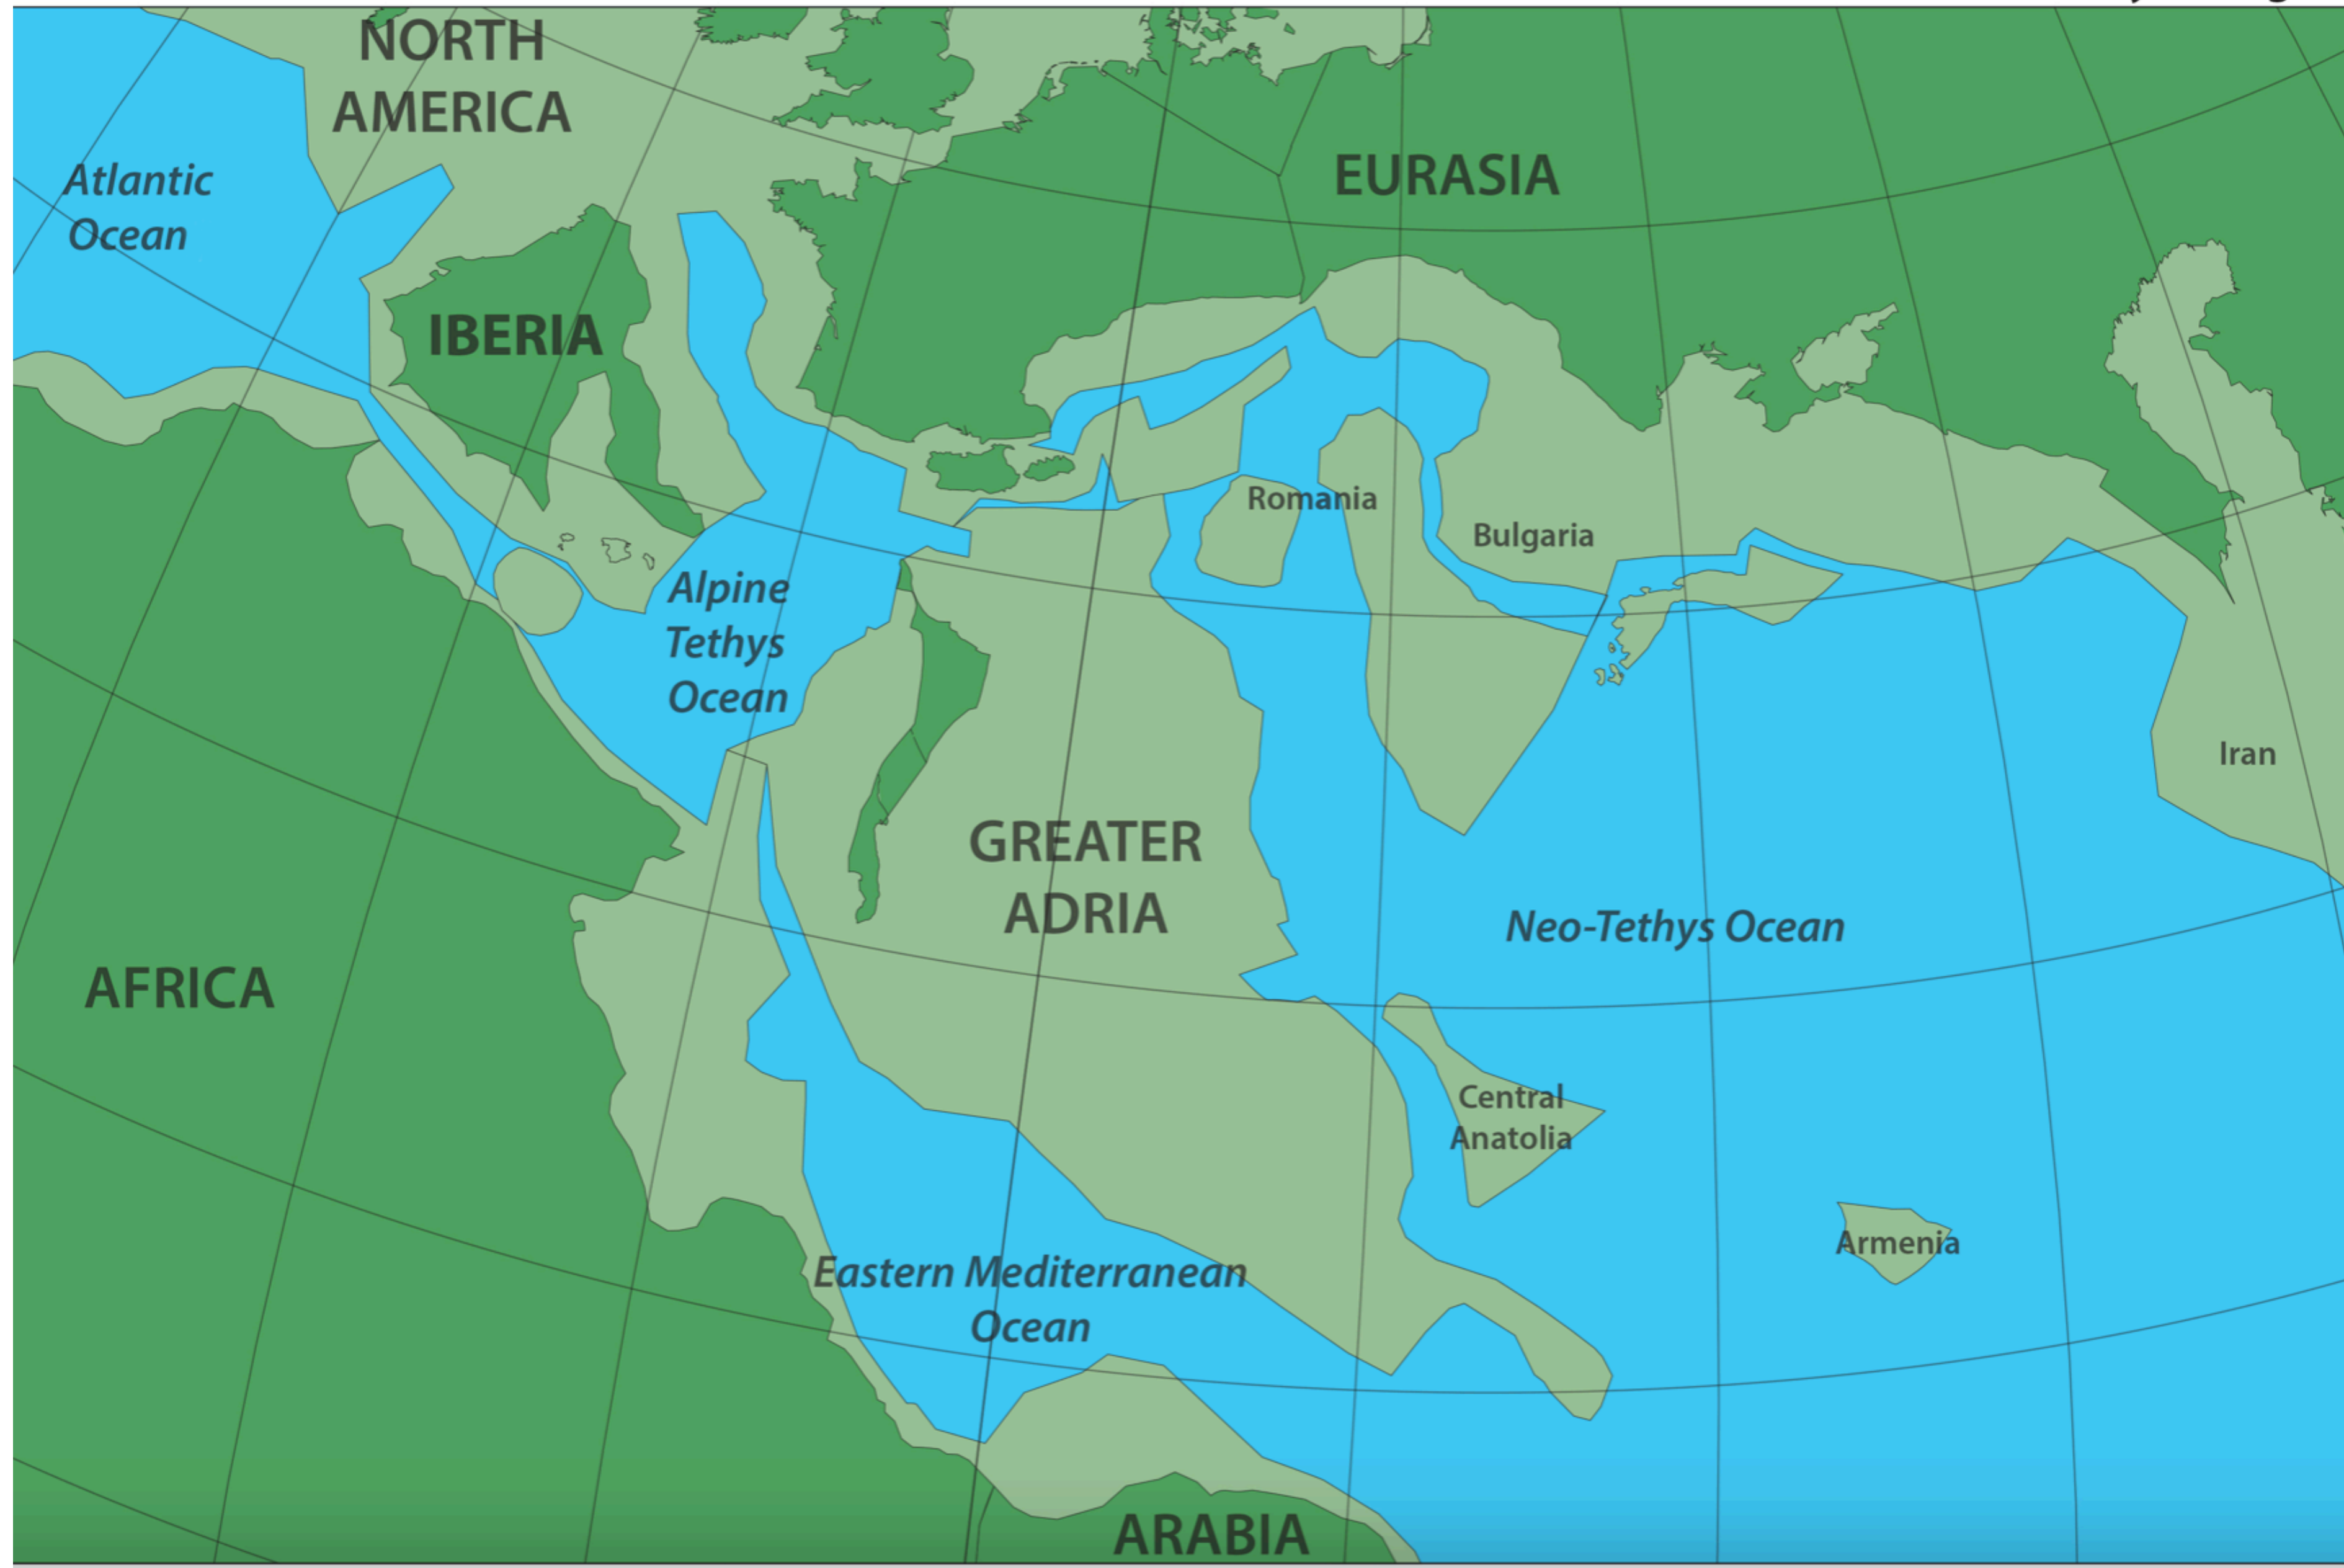 NORTH
AMERICA
Atlantic
Ocean
EURASIA
IBERIA
Romania
Bulgaria
Alpine
Tethys
Ocean
Iran
GREATER
ADRIA
Neo-Tethys Ocean
AFRICA
Central
Anatolia
Armenia
Eastern Mediterranean
Ocean
ARABIA